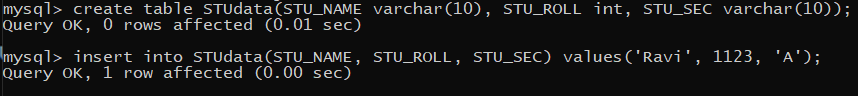 mysql> create table STUdata(STU_NAME varchar(10), STU_ROLL int, STU_SEC varchar(10));
Query OK, 0 rows affected (0.01 sec)
mysql> insert into STUdata(STU_NAME, STU_ROLL, STU_SEC) values('Ravi', 1123, 'A');
Query OK, 1 row affected (0.00 sec)